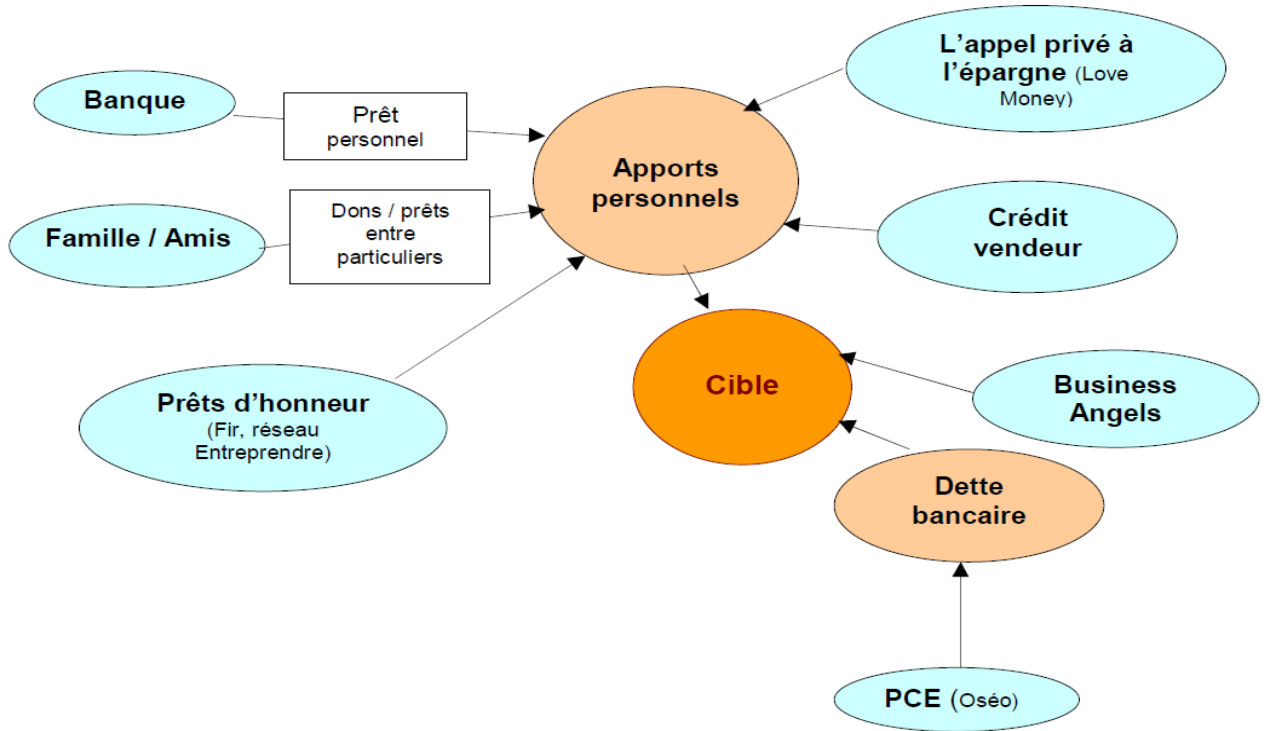 L'appel privé à
l'épargne (Love
Money)
Banque
Prêt
personnel
Apports
personnels
Famille / Amis
Dons / prêts
entre
particuliers
Crédit
vendeur
Prêts d'honneur
(Fir, réseau
Entreprendre)
Cible
Business
Angels
Dette
bancaire
PCE (Oséo)